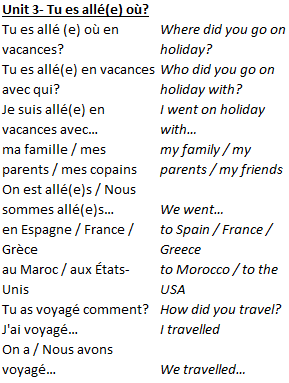 Unit 3- Tu es allé(e) où?
Tu es allé (e) où en Where did you go on
vacances? holiday?
Tu es allé(e) en vacances Who did you go on
avec qui? holiday with?
Je suis allé(e) en I went on holiday
vacances avec… with…
ma famille / mes my family / my
parents / mes copains parents / my friends
On est allé(e)s / Nous
sommes allé(e)s… We went…
en Espagne / France / to Spain / France /
Grèce Greece
au Maroc / aux États- to Morocco / to the
Unis USA
Tu as voyagé comment? How did you travel?
J'ai voyagé… I travelled
On a / Nous avons
voyagé… We travelled…